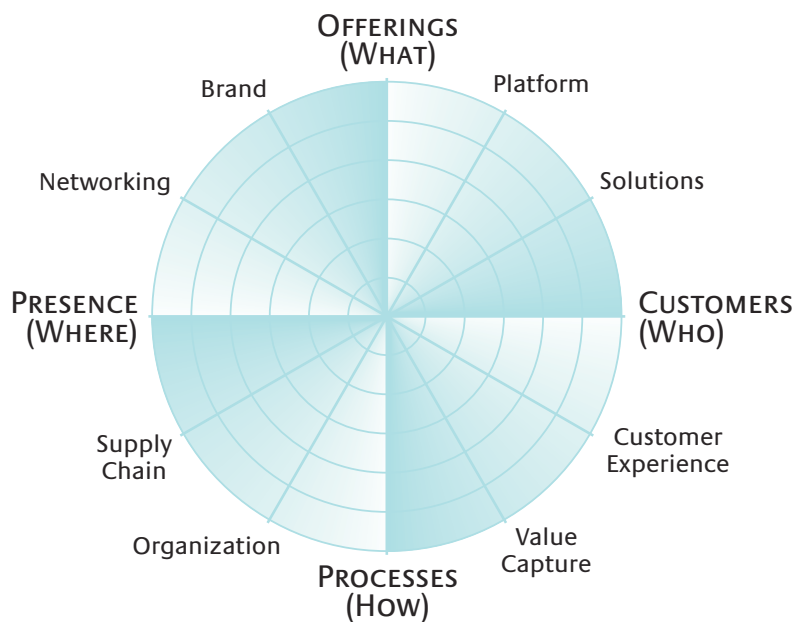 OFFERINGS
(WHAT)
Platform
Solutions
CUSTOMERS
(WHO)
Customer
Experience
Value
Capture
PROCESSES
(HOW)
Organization
Supply
Chain
PRESENCE
(WHERE)
Networking
Brand